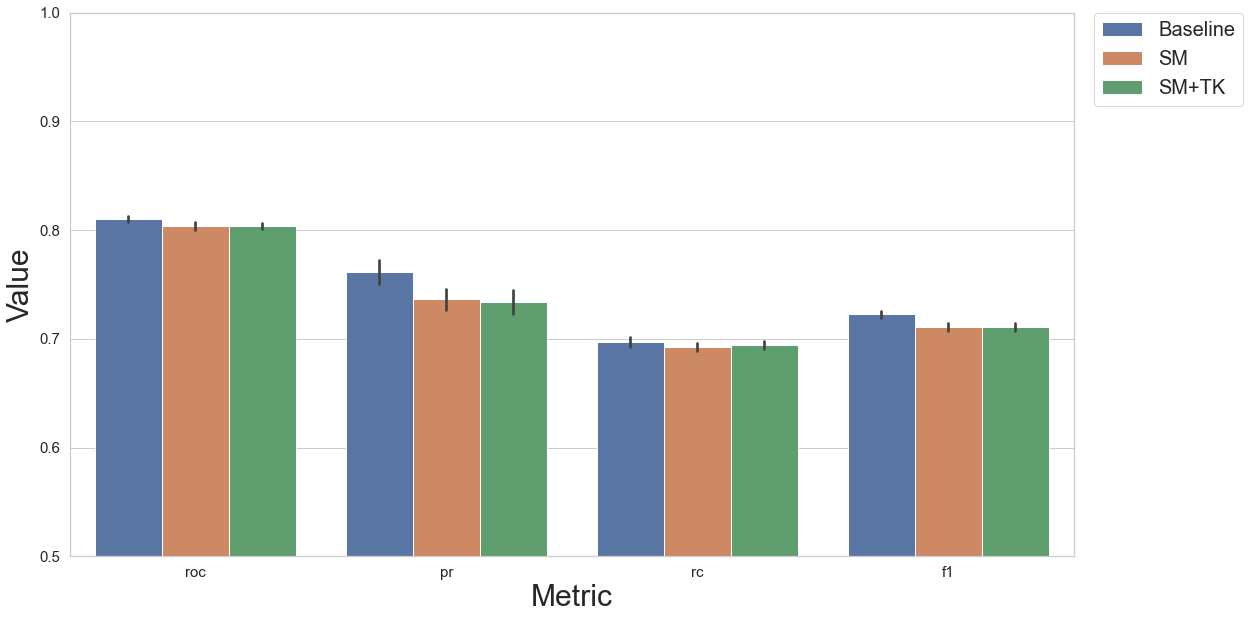 1.0
0.9
0.8
0.7
0.6
0.5
Value
roc
pr
rc
f1
Metric
Baseline
SM
SM+TK